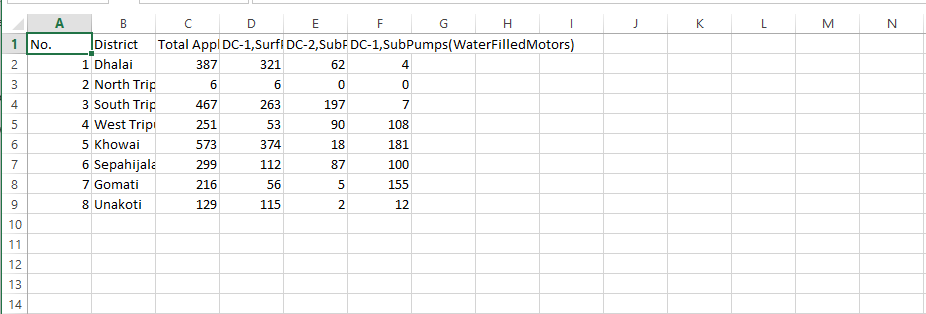 A B C D E F G H I J K L M N
1 No. District Total Appl DC-1,Surfl DC-2,SubP DC-1,SubPumps(WaterFilledMotors)
2 1 Dhalai 387 321 62 4
3 2 North Trip 6 6 0 0
4 3 South Trip 467 263 197 7
5 4 West Tripu 251 53 90 108
6 5 Khowai 573 374 18 181
7 6 Sepahijala 299 112 87 100
8 7 Gomati 216 56 5 155
9 8 Unakoti 129 115 2 12
10
11
12
13
14